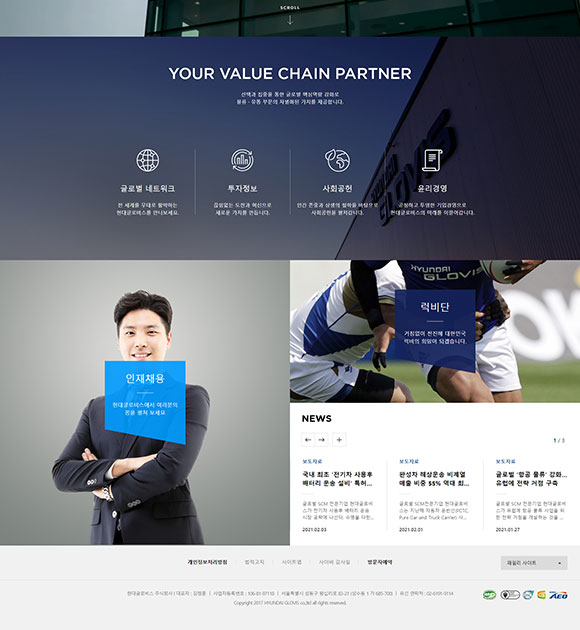 SCROLL
YOUR VALUE CHAIN PARTNER
선택과 집중을 통한 글로벌 핵심역량 강화로
물류·유통 부문의 차별화된 가치를 제공합니다.
글로벌 네트워크
전 세계를 무대로 활약하는
현대글로비스를 만나보세요.
투자정보
끊임없는 도전과 혁신으로
새로운 가치를 만듭니다.
사회공헌
인간 존중과 상생의 철학을 바탕으로
사회공헌을 펼쳐갑니다.
윤리경영
공정하고 투명한 기업경영으로
현대글로비스의 미래를 이끌어갑니다.
GLOVIS
HYUNDAI
GLOVIS
럭비단
거침없이 전진해 대한민국
럭비의 희망이 되겠습니다.
인재채용
현대글로비스에서 여러분의
꿈을 펼쳐 보세요
NEWS
1 / 3
보도자료
국내 최초 '전기차 사용후
배터리 운송 설비' 특허...
글로벌 SCM 전문기업 현대글로비
스가 전기차 사용후 배터리 운송
시장 공략에 나선다.
2021.02.03
보도자료
완성차 해상운송 비계열
매출 비중 55% 역대 최...
글로벌 SCM전문기업 현대글로비
스는 지난해 자동차 운반선(PCTC,
Pure Car and Truck Carrier) 사
2021.02.01
보도자료
글로벌 '항공 물류' 강화...
유럽에 전략 거점 구축
글로벌 SCM 전문기업 현대글로비
스가 유럽계 항공 물류 사업을 위
한 전략 거점을 개설하는 것을 ...
2021.01.27
개인정보처리방침 법적고지 사이트맵 사이버 감사실 방문자예약
패밀리 사이트
현대글로비스 주식회사 I 대표자 : 김정훈 | 사업자등록번호 : 106-81-97110 | 서울특별시 성동구 왕십리로 83-21 (성수동 1 가 685-700) | 유선 연락처 : 02-6191-9114
Copyright 2017 HYUNDAI GLOVIS co,ltd all rights reserved.
AEO